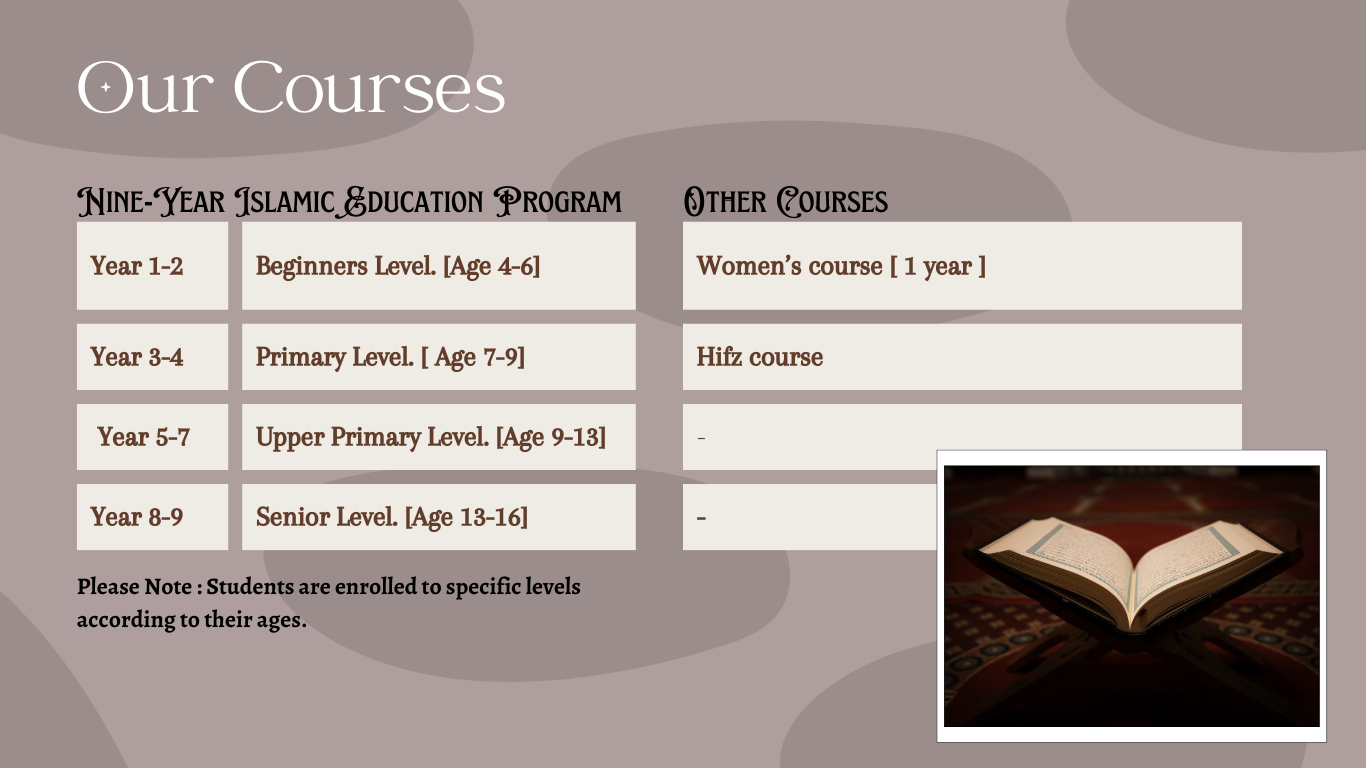 Our Courses
Nine-Year Islamic Education Program
Year 1-2
Beginners Level. [Age 4-6]
Year 3-4
Primary Level. [ Age 7-9]
Year 5-7
Upper Primary Level. [Age 9-13]
Year 8-9
Senior Level. [Age 13-16]
Please Note : Students are enrolled to specific levels
according to their ages.
Other Courses
Women’s course [ 1 year ]
Hifz course
-
-